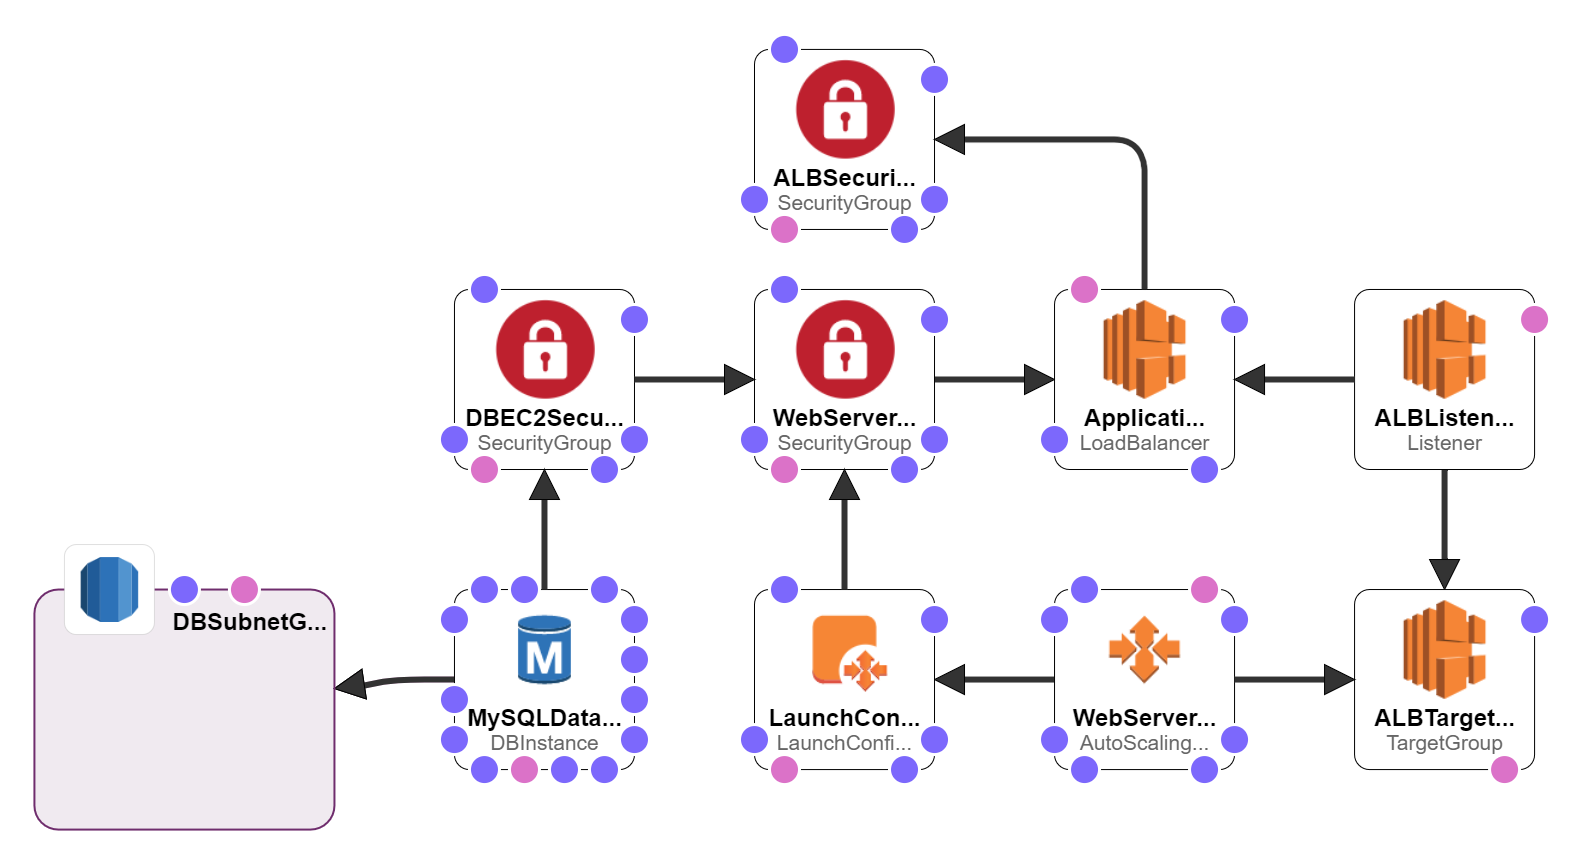 ALBSecuri...
SecurityGroup
DBEC2Secu...
SecurityGroup
WebServer...
SecurityGroup
Applicati...
LoadBalancer
ALBListen...
Listener
DBSubnetG...
M
MySQLData...
DBInstance
LaunchCon...
LaunchConfi...
WebServer...
AutoScaling...
ALBTarget...
TargetGroup